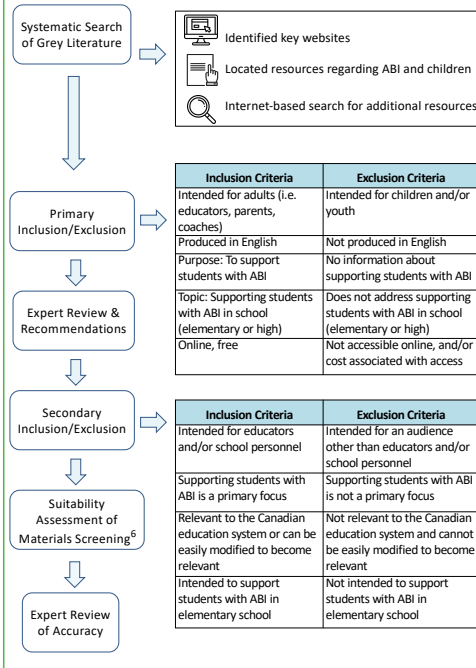 Systematic Search
of Grey Literature
Identified key websites
Located resources regarding ABI and children
Internet-based search for additional resources
Primary
Inclusion/Exclusion
Inclusion Criteria
Exclusion Criteria
Intended for adults (i.e.
educators, parents,
coaches)
Intended for children and/or
youth
Produced in English
Not produced in English
Purpose: To support
students with ABI
No information about
supporting students with ABI
Topic: Supporting students
with ABI in school
(elementary or high)
Does not address supporting
students with ABI in school
(elementary or high)
Online, free
Not accessible online, and/or
cost associated with access
Expert Review &
Recommendations
Secondary
Inclusion/Exclusion
Inclusion Criteria
Exclusion Criteria
Intended for educators
and/or school personnel
Intended for an audience
other than educators and/or
school personnel
Supporting students with
ABI is a primary focus
Supporting students with ABI
is not a primary focus
Relevant to the Canadian
education system or can be
easily modified to become
relevant
Not relevant to the Canadian
education system and cannot
be easily modified to become
relevant
Intended to support
students with ABI in
elementary school
Not intended to support
students with ABI in
elementary school
Suitability
Assessment of
Materials Screening6
Expert Review
of Accuracy